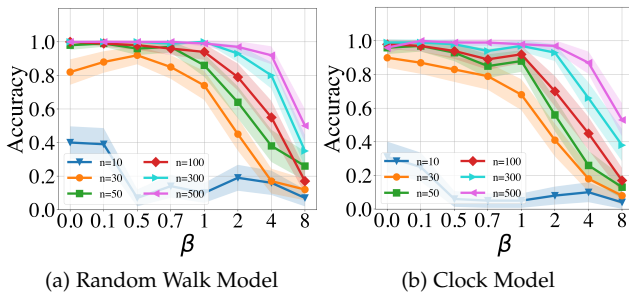 Accuracy
1.0
0.8
0.6
0.4
0.2
0.0
n=10
n=30
n=50
n=100
n=300
n=500
0.0 0.1 0.5 0.7 1 2 4 8
β
(a) Random Walk Model
Accuracy
1.0
0.8
0.6
0.4
0.2
0.0
n=10
n=30
n=50
n=100
n=300
n=500
0.0 0.1 0.5 0.7 1 2 4 8
β
(b) Clock Model